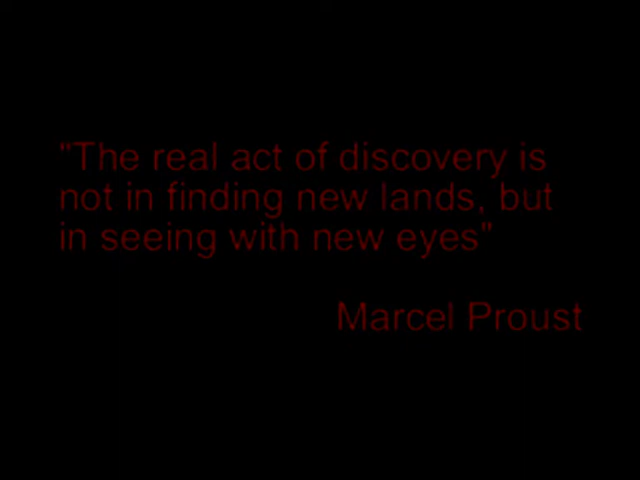 "The real act of discovery is
not in finding new lands, but
in seeing with new eyes"
Marcel Proust